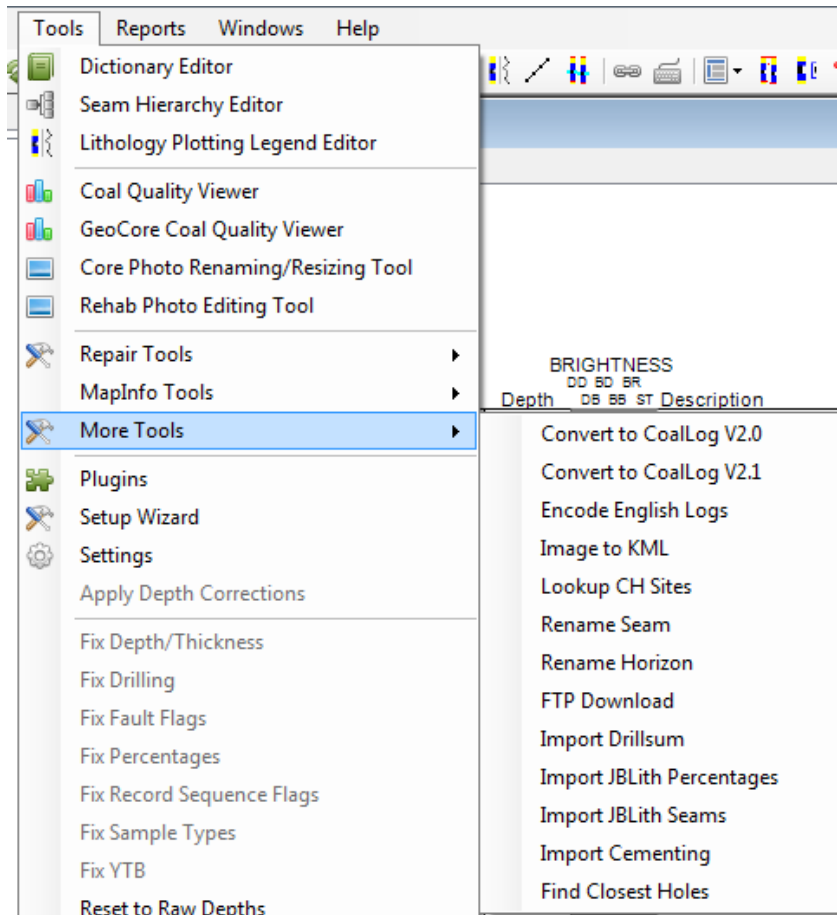 Tools Reports Windows Help
Dictionary Editor
Seam Hierarchy Editor
Lithology Plotting Legend Editor
Coal Quality Viewer
GeoCore Coal Quality Viewer
Core Photo Renaming/Resizing Tool
Rehab Photo Editing Tool
Repair Tools
MapInfo Tools
More Tools
Plugins
Setup Wizard
Settings
Apply Depth Corrections
Fix Depth/Thickness
Fix Drilling
Fix Fault Flags
Fix Percentages
Fix Record Sequence Flags
Fix Sample Types
Fix YTB
Reset to Raw Depths
BRIGHTNESS
DD BD BR
Depth DB BB ST Description
Convert to CoalLog V2.0
Convert to CoalLog V2.1
Encode English Logs
Image to KML
Lookup CH Sites
Rename Seam
Rename Horizon
FTP Download
Import Drillsum
Import JBLith Percentages
Import JBLith Seams
Import Cementing
Find Closest Holes